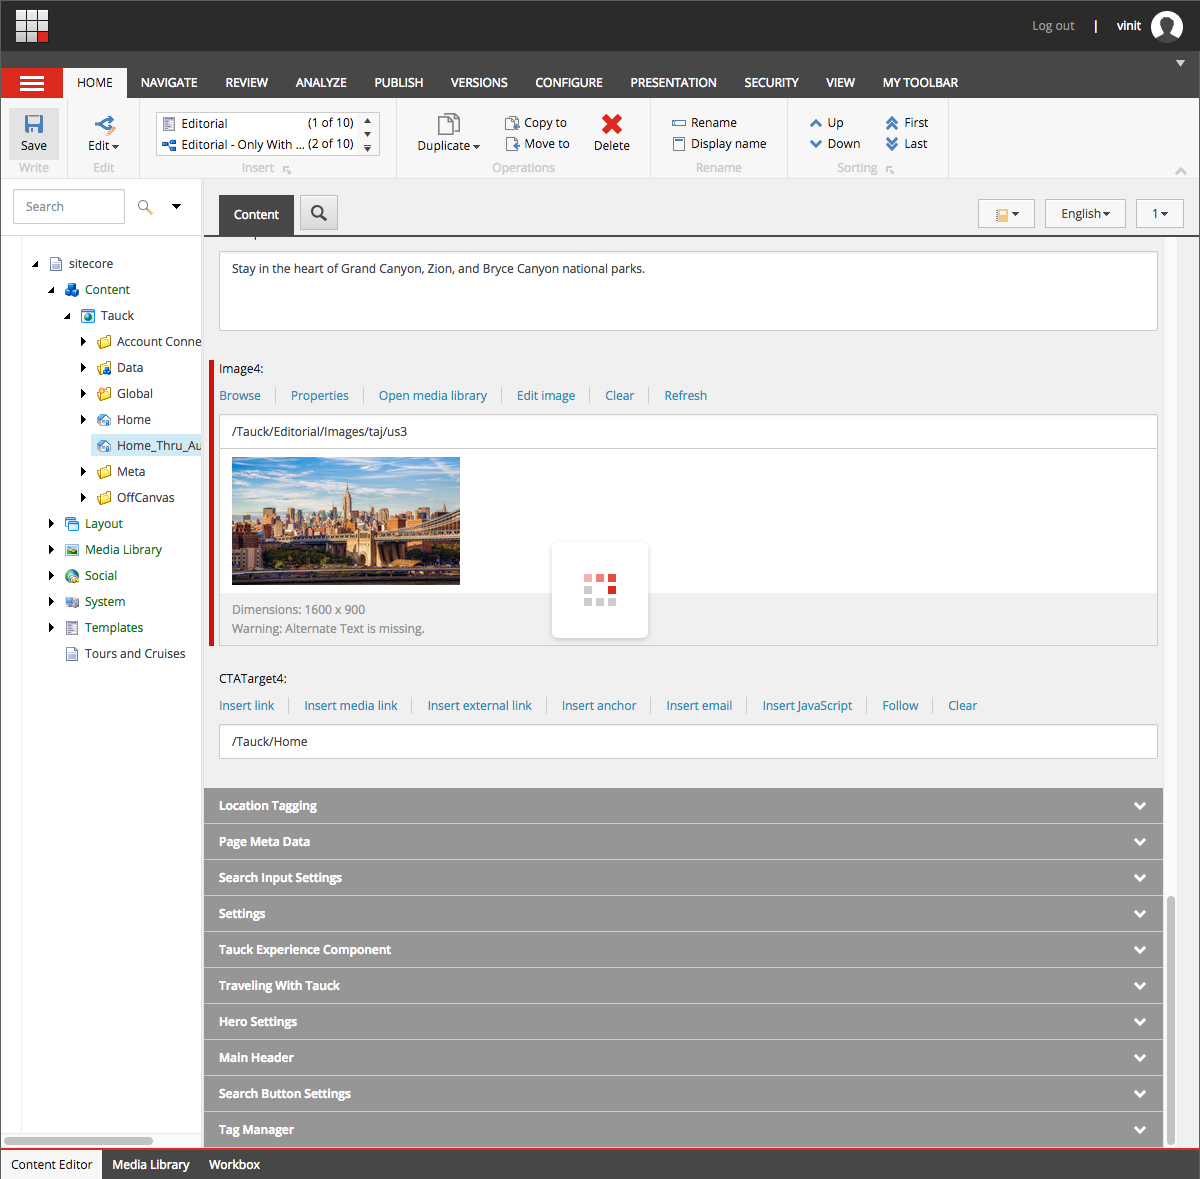 Log out | vinit
HOME NAVIGATE REVIEW ANALYZE PUBLISH VERSIONS CONFIGURE PRESENTATION SECURITY VIEW MY TOOLBAR
Save
Write
Edit
Edit
Editorial (1 of 10)
Editorial - Only With ... (2 of 10)
Insert
Duplicate
Copy to
Move to
Delete
Operations
Rename
Display name
Rename
Up
Down
First
Last
Sorting
Search
sitecore
Content
Tauck
Account Conne
Data
Global
Home
Home_Thru_Au
Meta
OffCanvas
Layout
Media Library
Social
System
Templates
Tours and Cruises
Content
English
1
Stay in the heart of Grand Canyon, Zion, and Bryce Canyon national parks.
Image4:
Browse Properties Open media library Edit image Clear Refresh
/Tauck/Editorial/Images/taj/us3
Dimensions: 1600 x 900
Warning: Alternate Text is missing.
CTATarget4:
Insert link Insert media link Insert external link Insert anchor Insert email Insert JavaScript Follow Clear
/Tauck/Home
Location Tagging
Page Meta Data
Search Input Settings
Settings
Tauck Experience Component
Traveling With Tauck
Hero Settings
Main Header
Search Button Settings
Tag Manager
Content Editor Media Library Workbox